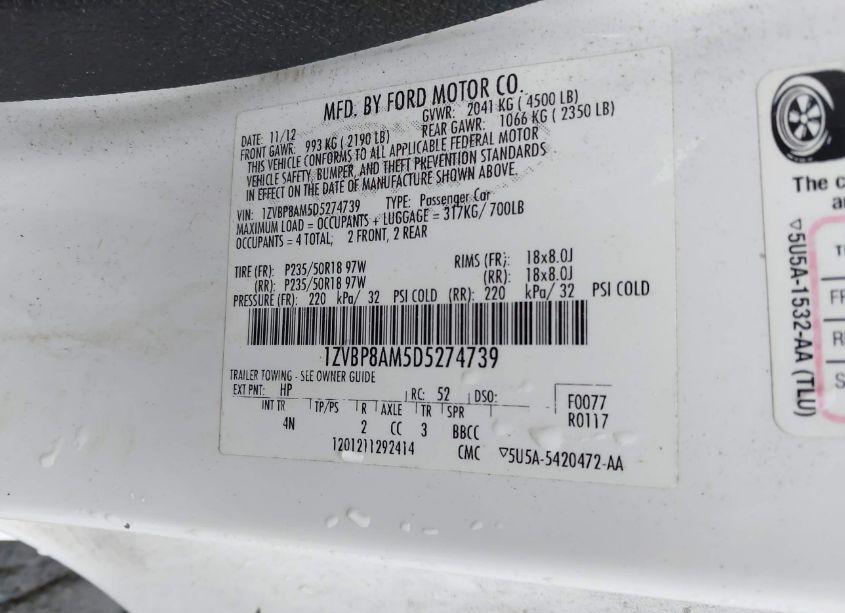 MFD. BY FORD MOTOR CO.
DATE: 11/12 GVWR: 2041 KG ( 4500 LB)
FRONT GAWR: 993 KG ( 2190 LB) REAR GAWR: 1066 KG ( 2350 LB)
THIS VEHICLE CONFORMS TO ALL APPLICABLE FEDERAL MOTOR
VEHICLE SAFETY, BUMPER, AND THEFT PREVENTION STANDARDS
IN EFFECT ON THE DATE OF MANUFACTURE SHOWN ABOVE.
VIN: 1ZVBP8AM5D5274739 TYPE: Passenger Car
MAXIMUM LOAD = OCCUPANTS + LUGGAGE = 317KG/ 700LB
OCCUPANTS = 4 TOTAL; 2 FRONT, 2 REAR
TIRE (FR): P235/50R18 97W RIMS (FR): 18x8.0J
(RR): P235/50R18 97W (RR): 18x8.0J
PRESSURE (FR): 220 kPa/ 32 PSI COLD (RR): 220 kPa/ 32 PSI COLD
1ZVBP8AM5D5274739
TRAILER TOWING - SEE OWNER GUIDE
EXT PNT: HP RC: 52 DSO: F0077
INT TR TP/PS R AXLE TR SPR R0117
4N 2 CC 3 BBCC
1201211292414 CMC ▽5U5A-5420472-AA
The c
▽5U5A-1532-AA (TLU)